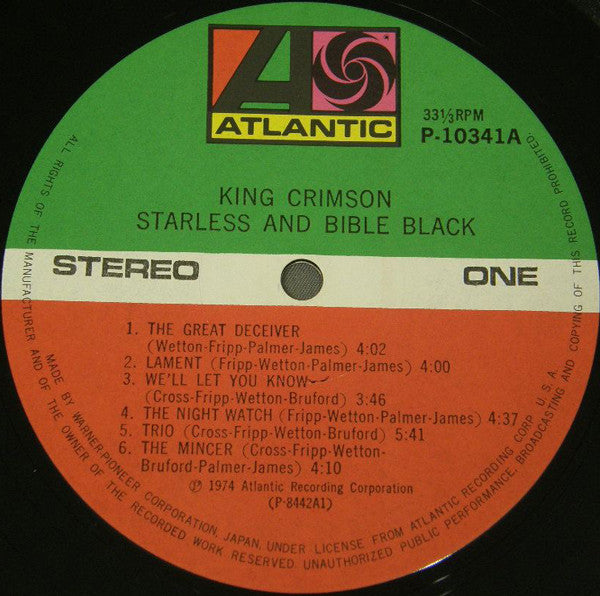 ATLANTIC
33⅓RPM
P-10341A
KING CRIMSON
STARLESS AND BIBLE BLACK
STEREO
ONE
1. THE GREAT DECEIVER
(Wetton-Fripp-Palmer-James) 4:02
2. LAMENT (Fripp-Wetton-Palmer-James) 4:00
3. WE'LL LET YOU KNOW
(Cross-Fripp-Wetton-Bruford) 3:46
4. THE NIGHT WATCH (Fripp-Wetton-Palmer-James) 4:37
5. TRIO (Cross-Fripp-Wetton-Bruford) 5:41
6. THE MINCER (Cross-Fripp-Wetton-
Bruford-Palmer-James) 4:10
℗ 1974 Atlantic Recording Corporation
(P-8442A1)
ALL RIGHTS OF THE MANUFACTURER AND OF THE OWNER OF THE RECORDED WORK RESERVED. UNAUTHORIZED PUBLIC PERFORMANCE, BROADCASTING AND COPYING OF THIS RECORD PROHIBITED.
MADE BY WARNER-PIONEER CORPORATION, JAPAN, UNDER LICENSE FROM ATLANTIC RECORDING CORP. U.S.A.